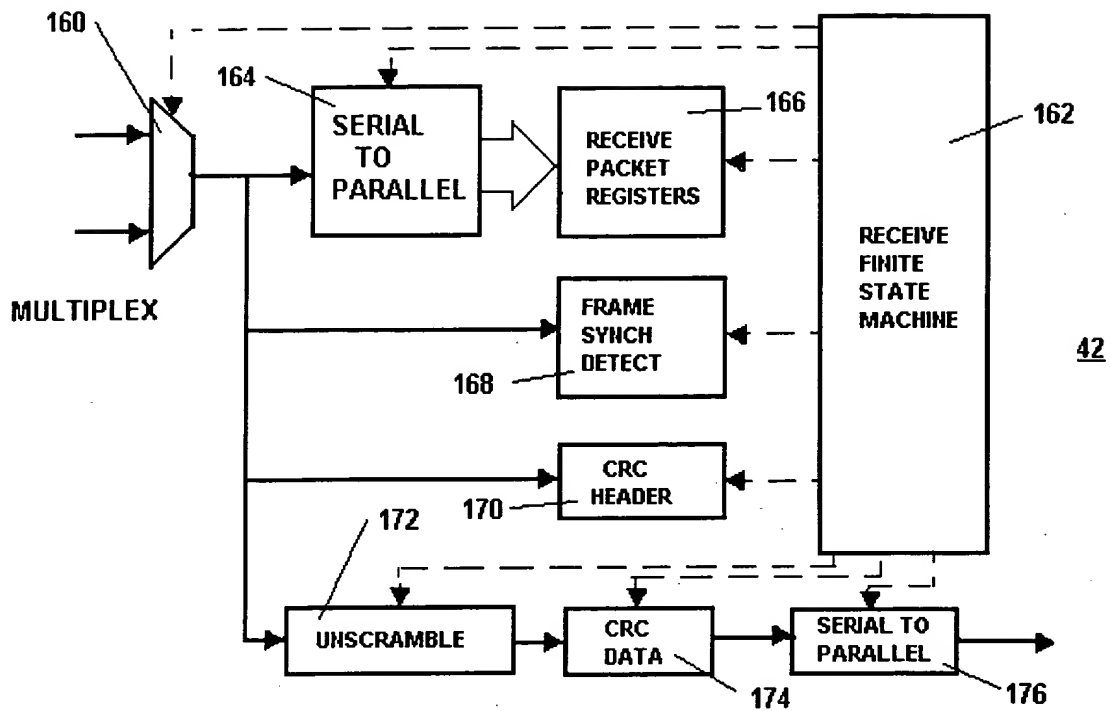 160
164
SERIAL
TO
PARALLEL
166
RECEIVE
PACKET
REGISTERS
162
RECEIVE
FINITE
STATE
MACHINE
MULTIPLEX
FRAME
SYNCH
DETECT
168
42
CRC
HEADER
170
172
UNSCRAMBLE
CRC
DATA
174
SERIAL TO
PARALLEL
176